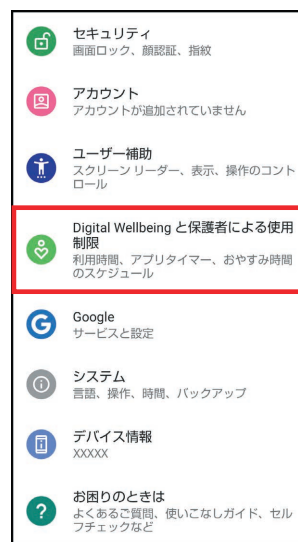 セキュリティ
画面ロック、顔認証、指紋
アカウント
アカウントが追加されていません
ユーザー補助
スクリーン リーダー、表示、操作のコント
ロール
Digital Wellbeing と保護者による使用
制限
利用時間、アプリタイマー、おやすみ時間
のスケジュール
G
Google
サービスと設定
システム
言語、操作、時間、バックアップ
デバイス情報
XXXXX
?
お困りのときは
よくあるご質問、使いこなしガイド、セル
フチェックなど